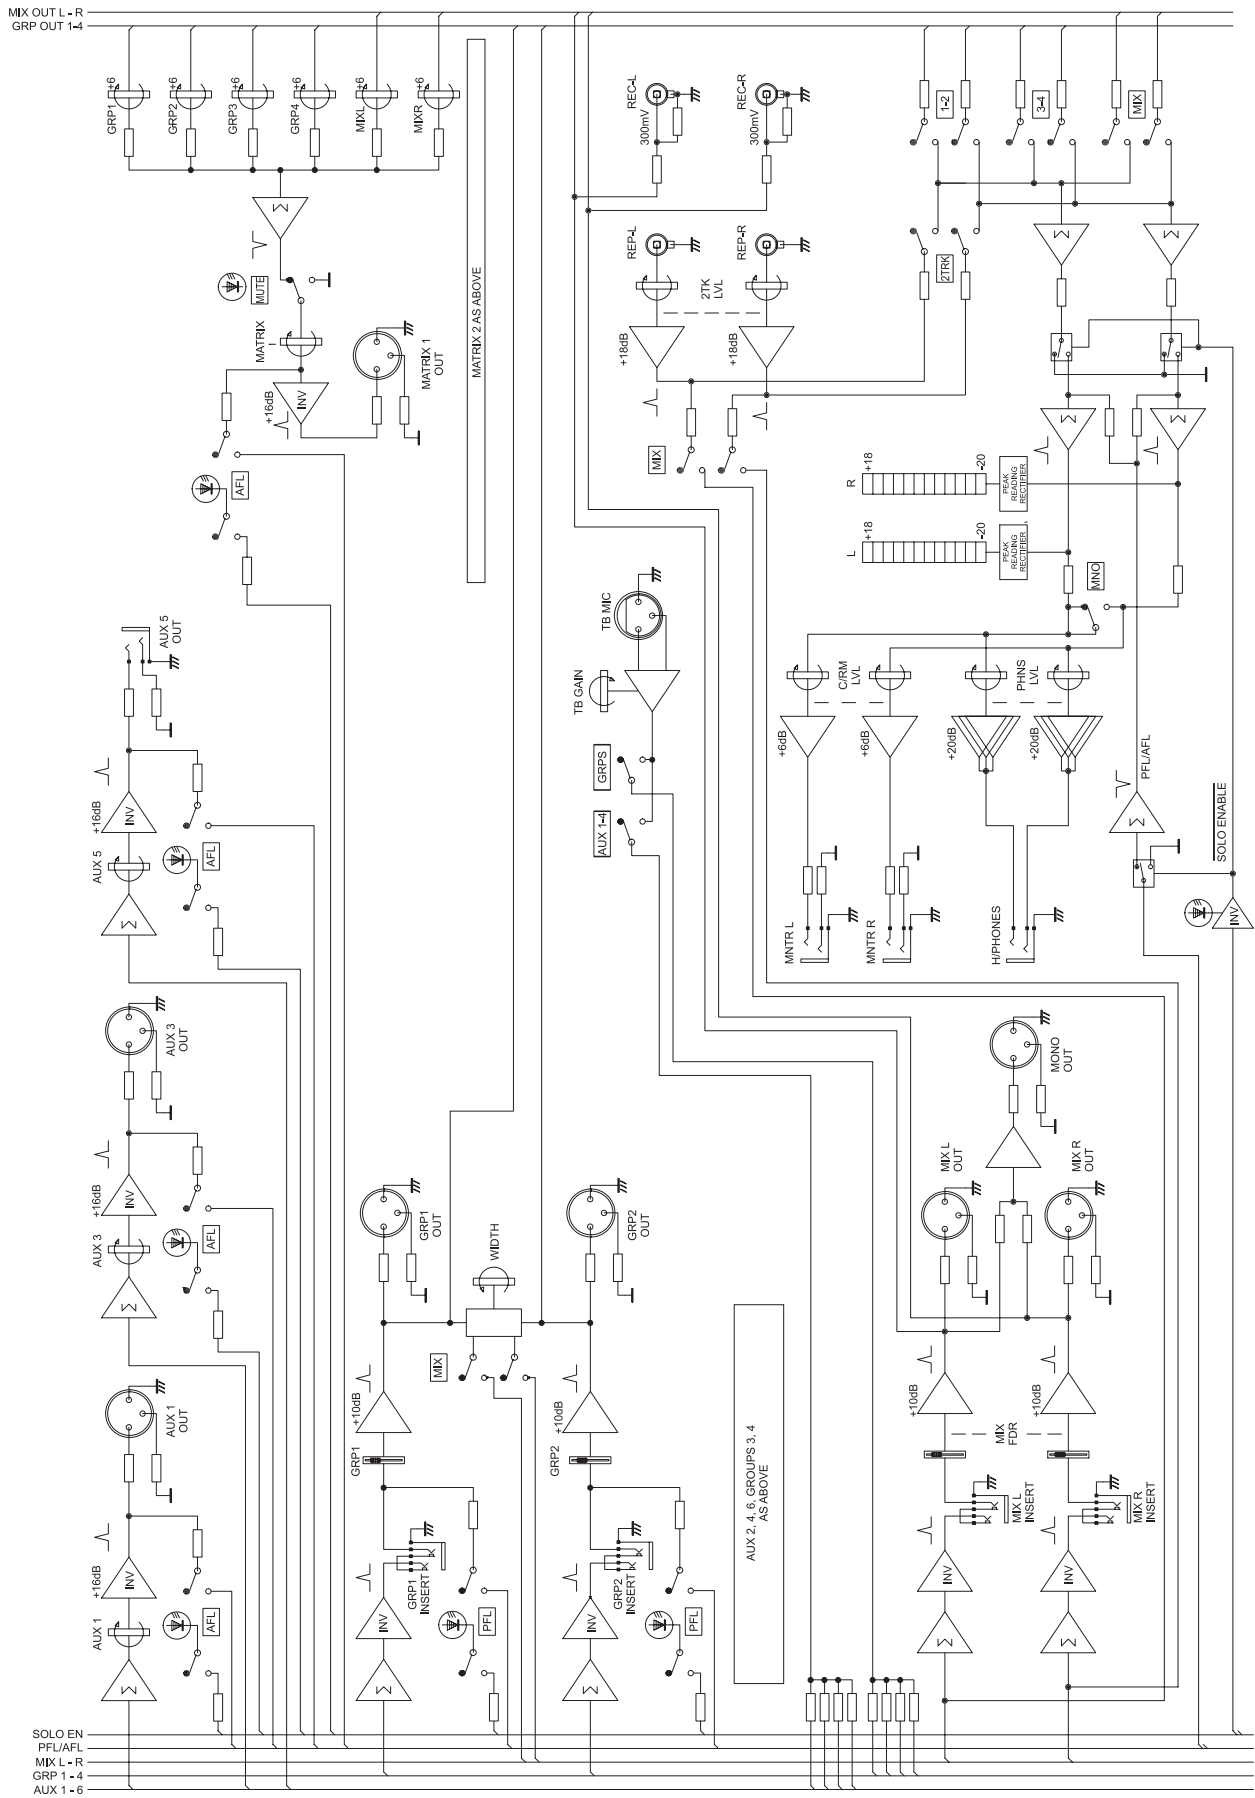 MIX OUT L - R
GRP OUT 1-4
GRP1
+6
GRP2
+6
GRP3
+6
GRP4
+6
MIXL
+6
MIXR
+6
Σ
MUTE
MATRIX
1
+16dB
INV
MATRIX 1
OUT
AFL
MATRIX 2 AS ABOVE
REC-L
300mV
REC-R
300mV
REP-L
REP-R
2TK
LVL
+18dB
+18dB
MIX
1-2
3-4
MIX
2TRK
Σ
Σ
R
+18
-20
PEAK
READING
RECTIFIER
L
+18
-20
PEAK
READING
RECTIFIER
MNO
TB MIC
TB GAIN
GRPS
AUX 1-4
C/RM
LVL
PHNS
LVL
+6dB
+6dB
+20dB
+20dB
MNTR L
MNTR R
H/PHONES
PFL/AFL
Σ
SOLO ENABLE
INV
AUX 5
OUT
+16dB
INV
AUX 5
AFL
Σ
AUX 3
OUT
+16dB
INV
AUX 3
AFL
Σ
AUX 1
OUT
+16dB
INV
AUX 1
AFL
Σ
GRP1
OUT
WIDTH
GRP2
OUT
+10dB
MIX
+10dB
GRP1
GRP2
GRP1
INSERT
INV
PFL
Σ
GRP2
INSERT
INV
PFL
Σ
AUX 2, 4, 6, GROUPS 3, 4
AS ABOVE
MONO
OUT
MIX L
OUT
MIX R
OUT
+10dB
+10dB
MIX
FDR
MIX L
INSERT
MIX R
INSERT
INV
INV
Σ
Σ
SOLO EN
PFL/AFL
MIX L - R
GRP 1 - 4
AUX 1 - 6